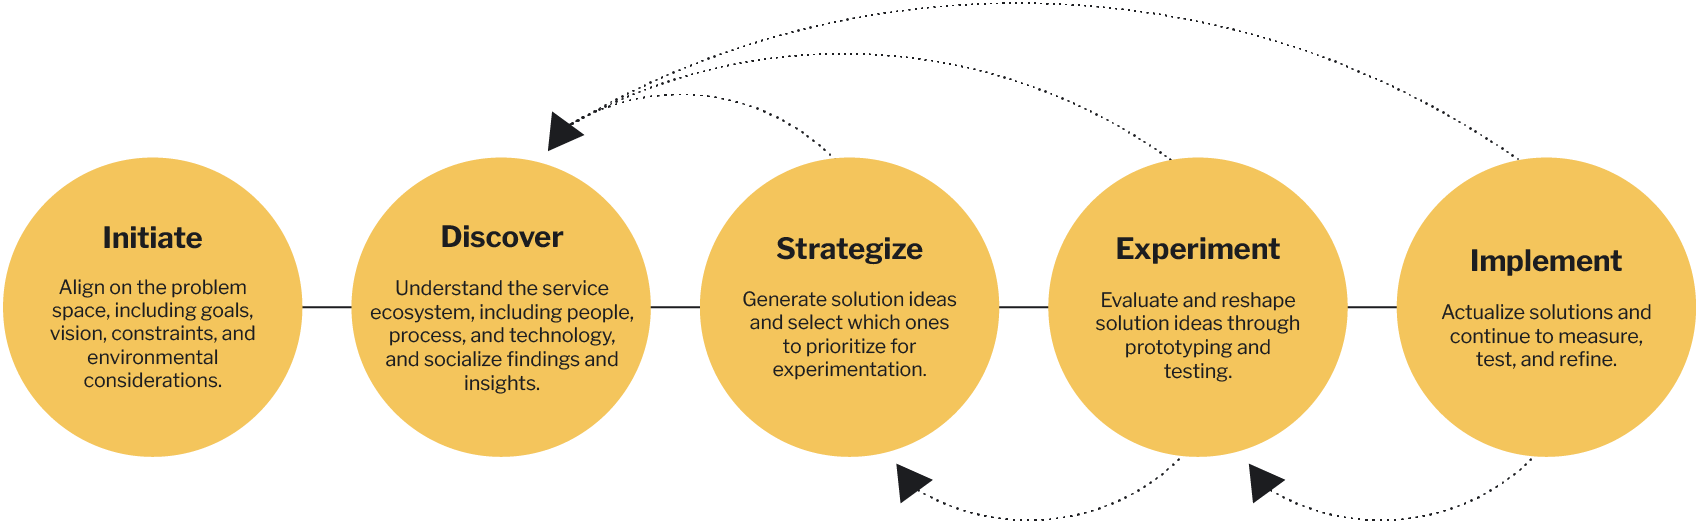 Initiate
Align on the problem
space, including goals,
vision, constraints, and
environmental
considerations.
Discover
Understand the service
ecosystem, including people,
process, and technology,
and socialize findings and
insights.
Strategize
Generate solution ideas
and select which ones
to prioritize for
experimentation.
Experiment
Evaluate and reshape
solution ideas through
prototyping and
testing.
Implement
Actualize solutions and
continue to measure,
test, and refine.